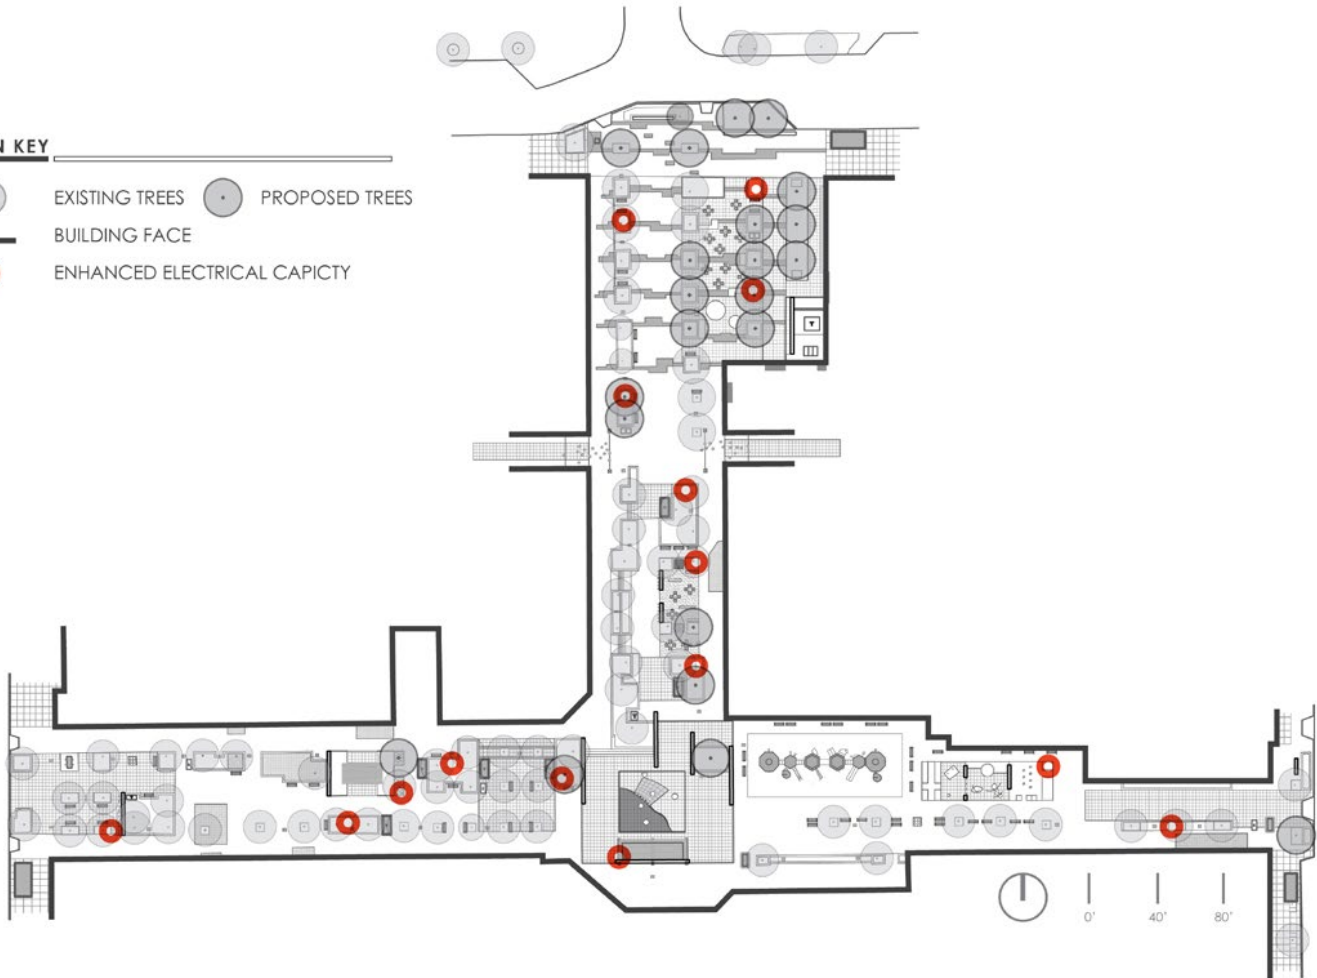 N KEY
EXISTING TREES PROPOSED TREES
BUILDING FACE
ENHANCED ELECTRICAL CAPICTY
0' 40' 80'